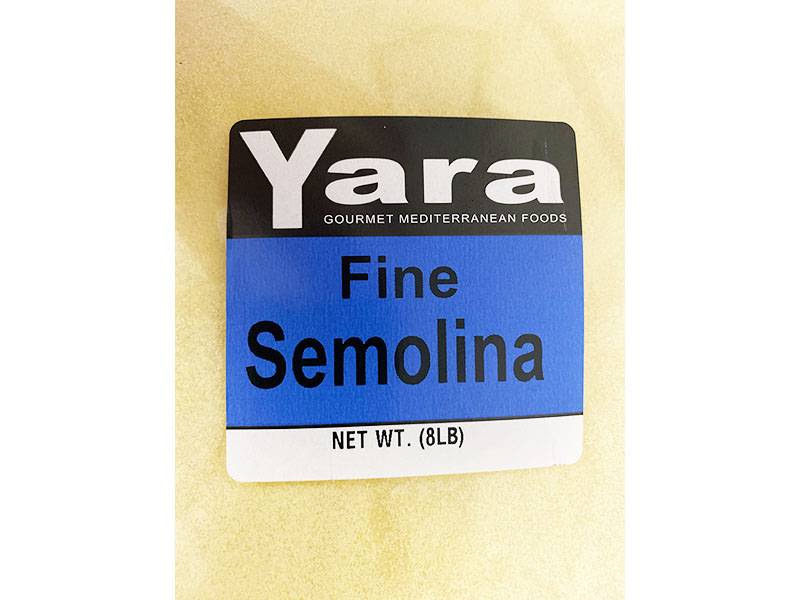 Yara
GOURMET MEDITERRANEAN FOODS
Fine
Semolina
NET WT. (8LB)